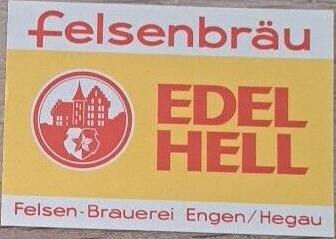 felsenbräu
EDEL
HELL
Felsen-Brauerei Engen/Hegau